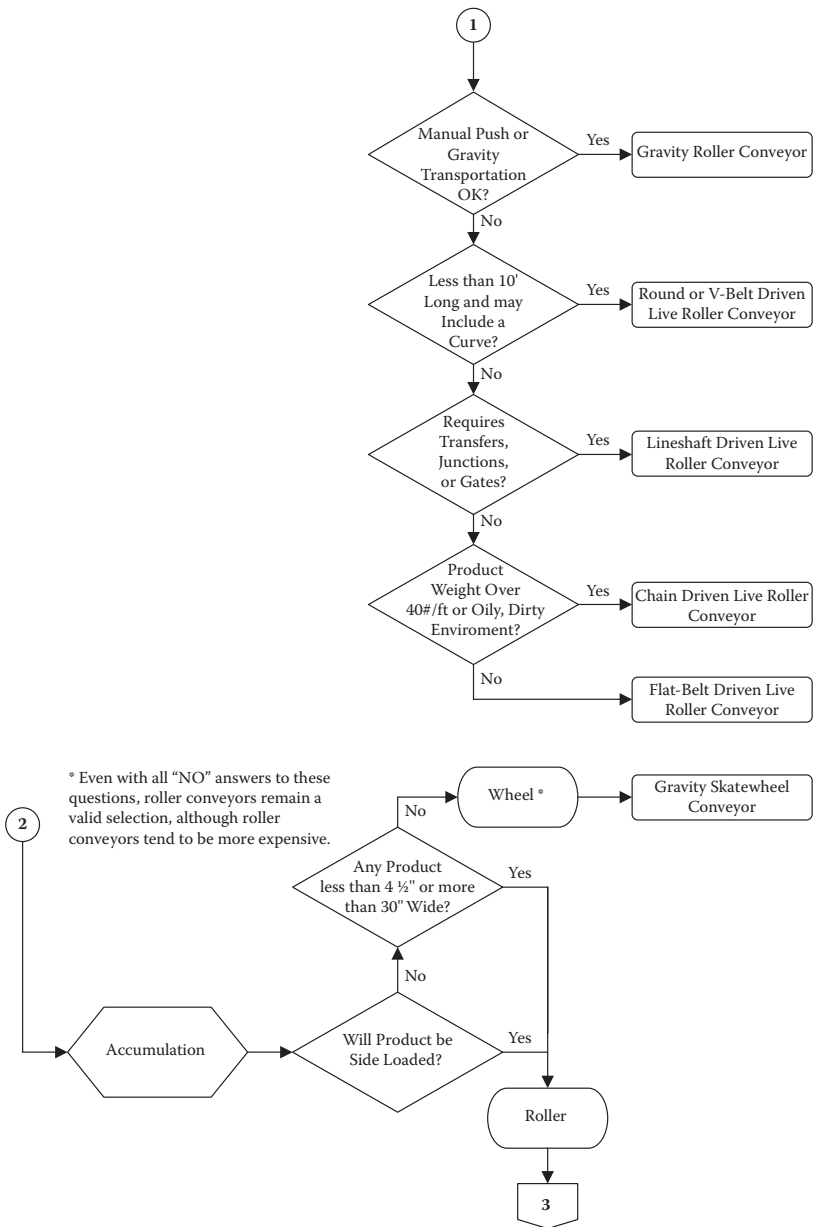 1
Manual Push or
Gravity
Transportation
OK?
Yes
Gravity Roller Conveyor
No
Less than 10'
Long and may
Include a
Curve?
Yes
Round or V-Belt Driven
Live Roller Conveyor
No
Requires
Transfers,
Junctions,
or Gates?
Yes
Lineshaft Driven Live
Roller Conveyor
No
Product
Weight Over
40#/ft or Oily, Dirty
Enviroment?
Yes
Chain Driven Live Roller
Conveyor
No
Flat-Belt Driven Live
Roller Conveyor
* Even with all “NO” answers to these
questions, roller conveyors remain a
valid selection, although roller
conveyors tend to be more expensive.
2
Wheel *
Gravity Skatewheel
Conveyor
No
Any Product
less than 4 ½" or more
than 30" Wide?
Yes
No
Accumulation
Will Product be
Side Loaded?
Yes
Roller
3